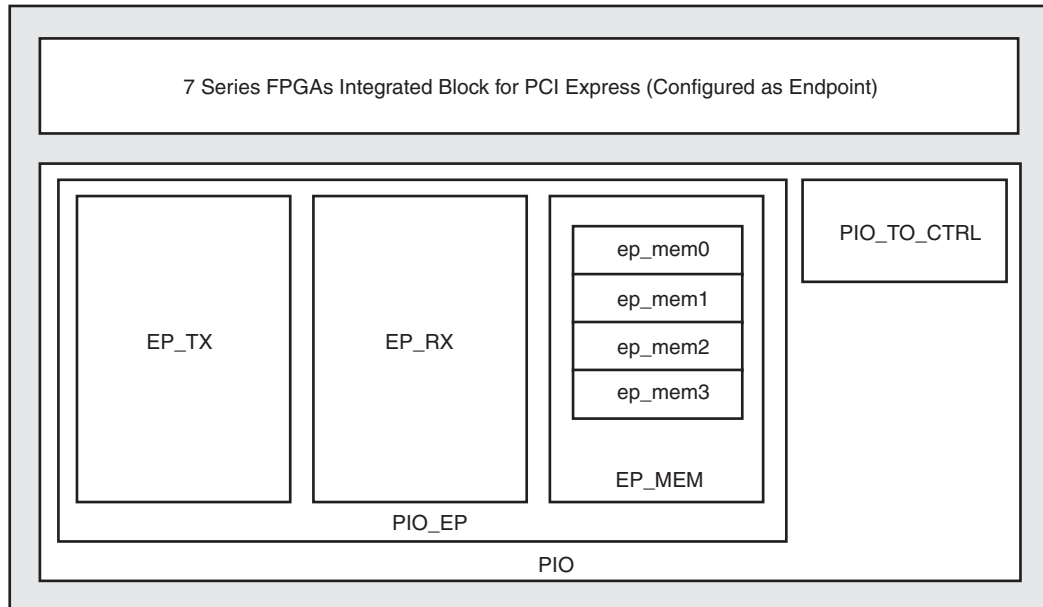 7 Series FPGAs Integrated Block for PCI Express (Configured as Endpoint)
PIO_TO_CTRL
ep_mem0
ep_mem1
EP_TX
EP_RX
ep_mem2
ep_mem3
EP_MEM
PIO_EP
PIO